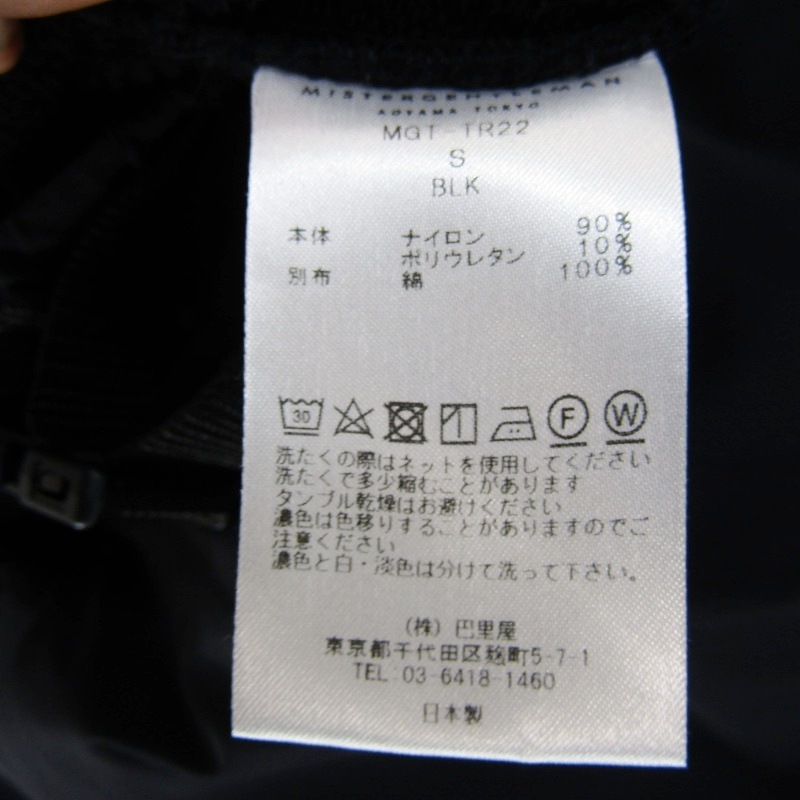 MISTERGENTLEMAN
AOYAMA TOKYO
MGT-TR22
S
BLK
本体 ナイロン 90%
ポリウレタン 10%
別布 綿 100%
30
F
W
洗たくの際はネットを使用してください
洗たくで多少縮むことがあります
タンブル乾燥はお避けください
濃色は色移りすることがありますのでご
注意ください
濃色と白・淡色は分けて洗って下さい。
(株) 巴里屋
東京都千代田区麹町5-7-1
TEL:03-6418-1460
日本製